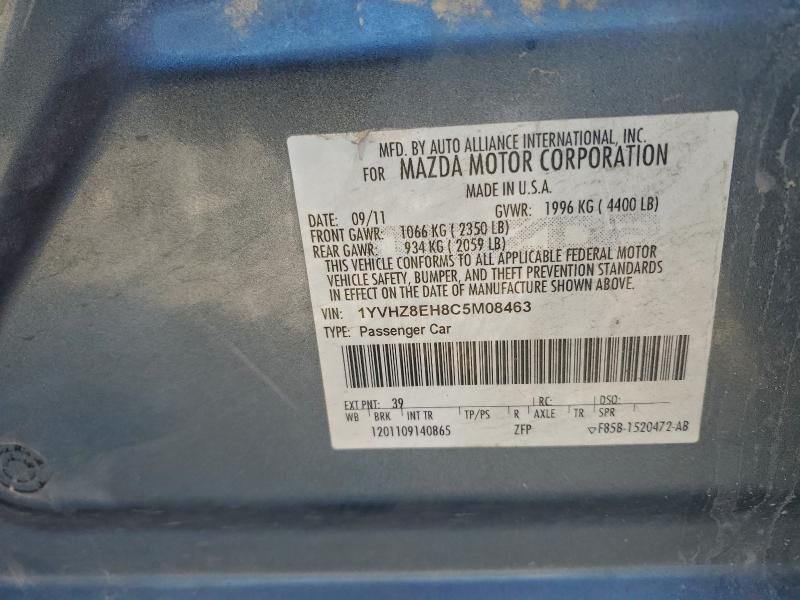 MFD. BY AUTO ALLIANCE INTERNATIONAL, INC.
FOR MAZDA MOTOR CORPORATION
MADE IN U.S.A.
DATE: 09/11 GVWR: 1996 KG ( 4400 LB)
FRONT GAWR: 1066 KG ( 2350 LB)
REAR GAWR: 934 KG ( 2059 LB)
THIS VEHICLE CONFORMS TO ALL APPLICABLE FEDERAL MOTOR
VEHICLE SAFETY, BUMPER, AND THEFT PREVENTION STANDARDS
IN EFFECT ON THE DATE OF MANUFACTURE SHOWN ABOVE.
VIN: 1YVHZ8EH8C5M08463
TYPE: Passenger Car
EXT PNT: 39 RC: DSO:
WB BRK INT TR TP/PS R AXLE TR SPR
1201109140865 ZFP F85B-1520472-AB